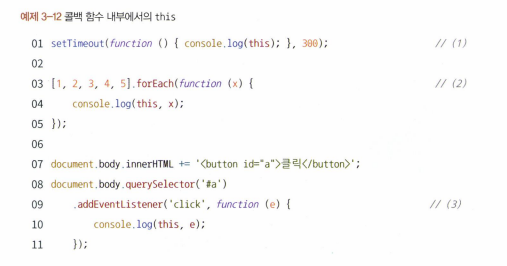 예제 3-12 콜백 함수 내부에서의 this
01 setTimeout(function () { console.log(this); }, 300); // (1)
02
03 [1, 2, 3, 4, 5].forEach(function (x) { // (2)
04     console.log(this, x);
05 });
06
07 document.body.innerHTML += '<button id="a">클릭</button>';
08 document.body.querySelector('#a')
09     .addEventListener('click', function (e) { // (3)
10         console.log(this, e);
11     });